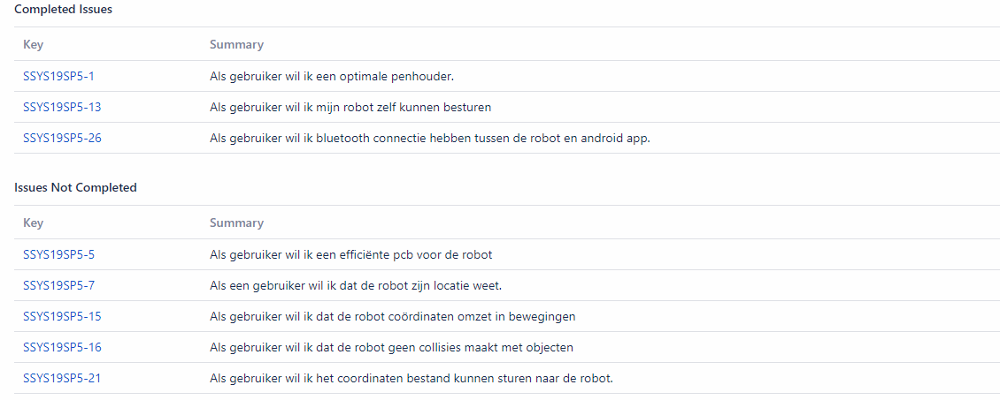 Completed Issues
Key Summary
SSYS19SP5-1 Als gebruiker wil ik een optimale penhouder.
SSYS19SP5-13 Als gebruiker wil ik mijn robot zelf kunnen besturen
SSYS19SP5-26 Als gebruiker wil ik bluetooth connectie hebben tussen de robot en android app.
Issues Not Completed
Key Summary
SSYS19SP5-5 Als gebruiker wil ik een efficiënte pcb voor de robot
SSYS19SP5-7 Als een gebruiker wil ik dat de robot zijn locatie weet.
SSYS19SP5-15 Als gebruiker wil ik dat de robot coördinaten omzet in bewegingen
SSYS19SP5-16 Als gebruiker wil ik dat de robot geen collisies maakt met objecten
SSYS19SP5-21 Als gebruiker wil ik het coordinaten bestand kunnen sturen naar de robot.